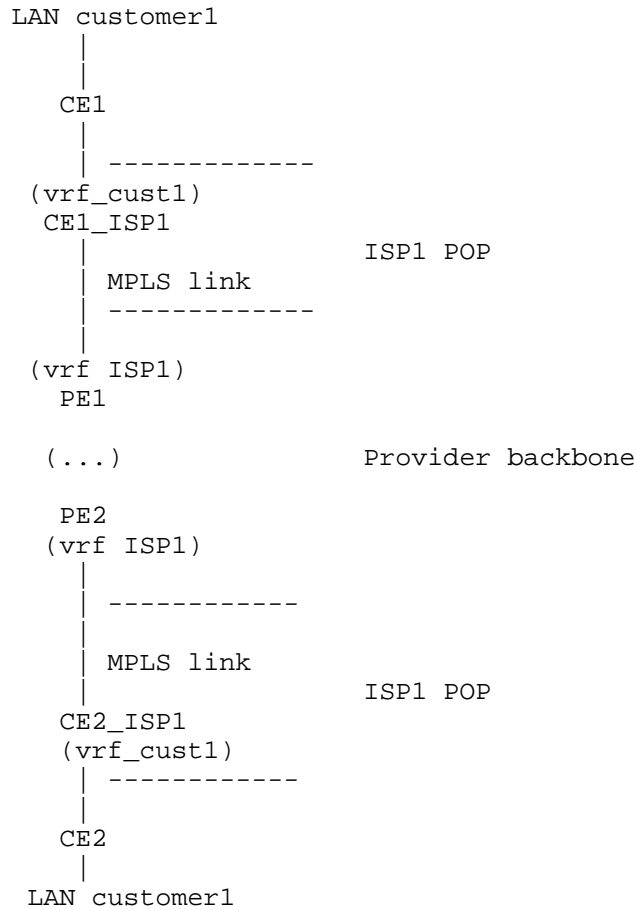 LAN customer1
|
|
CE1
|
| -------------
(vrf_cust1)
CE1_ISP1
| ISP1 POP
| MPLS link
| -------------
|
(vrf ISP1)
PE1
(...) Provider backbone
PE2
(vrf ISP1)
|
| ------------
|
| MPLS link
| ISP1 POP
CE2_ISP1
(vrf_cust1)
| ------------
|
CE2
|
LAN customer1